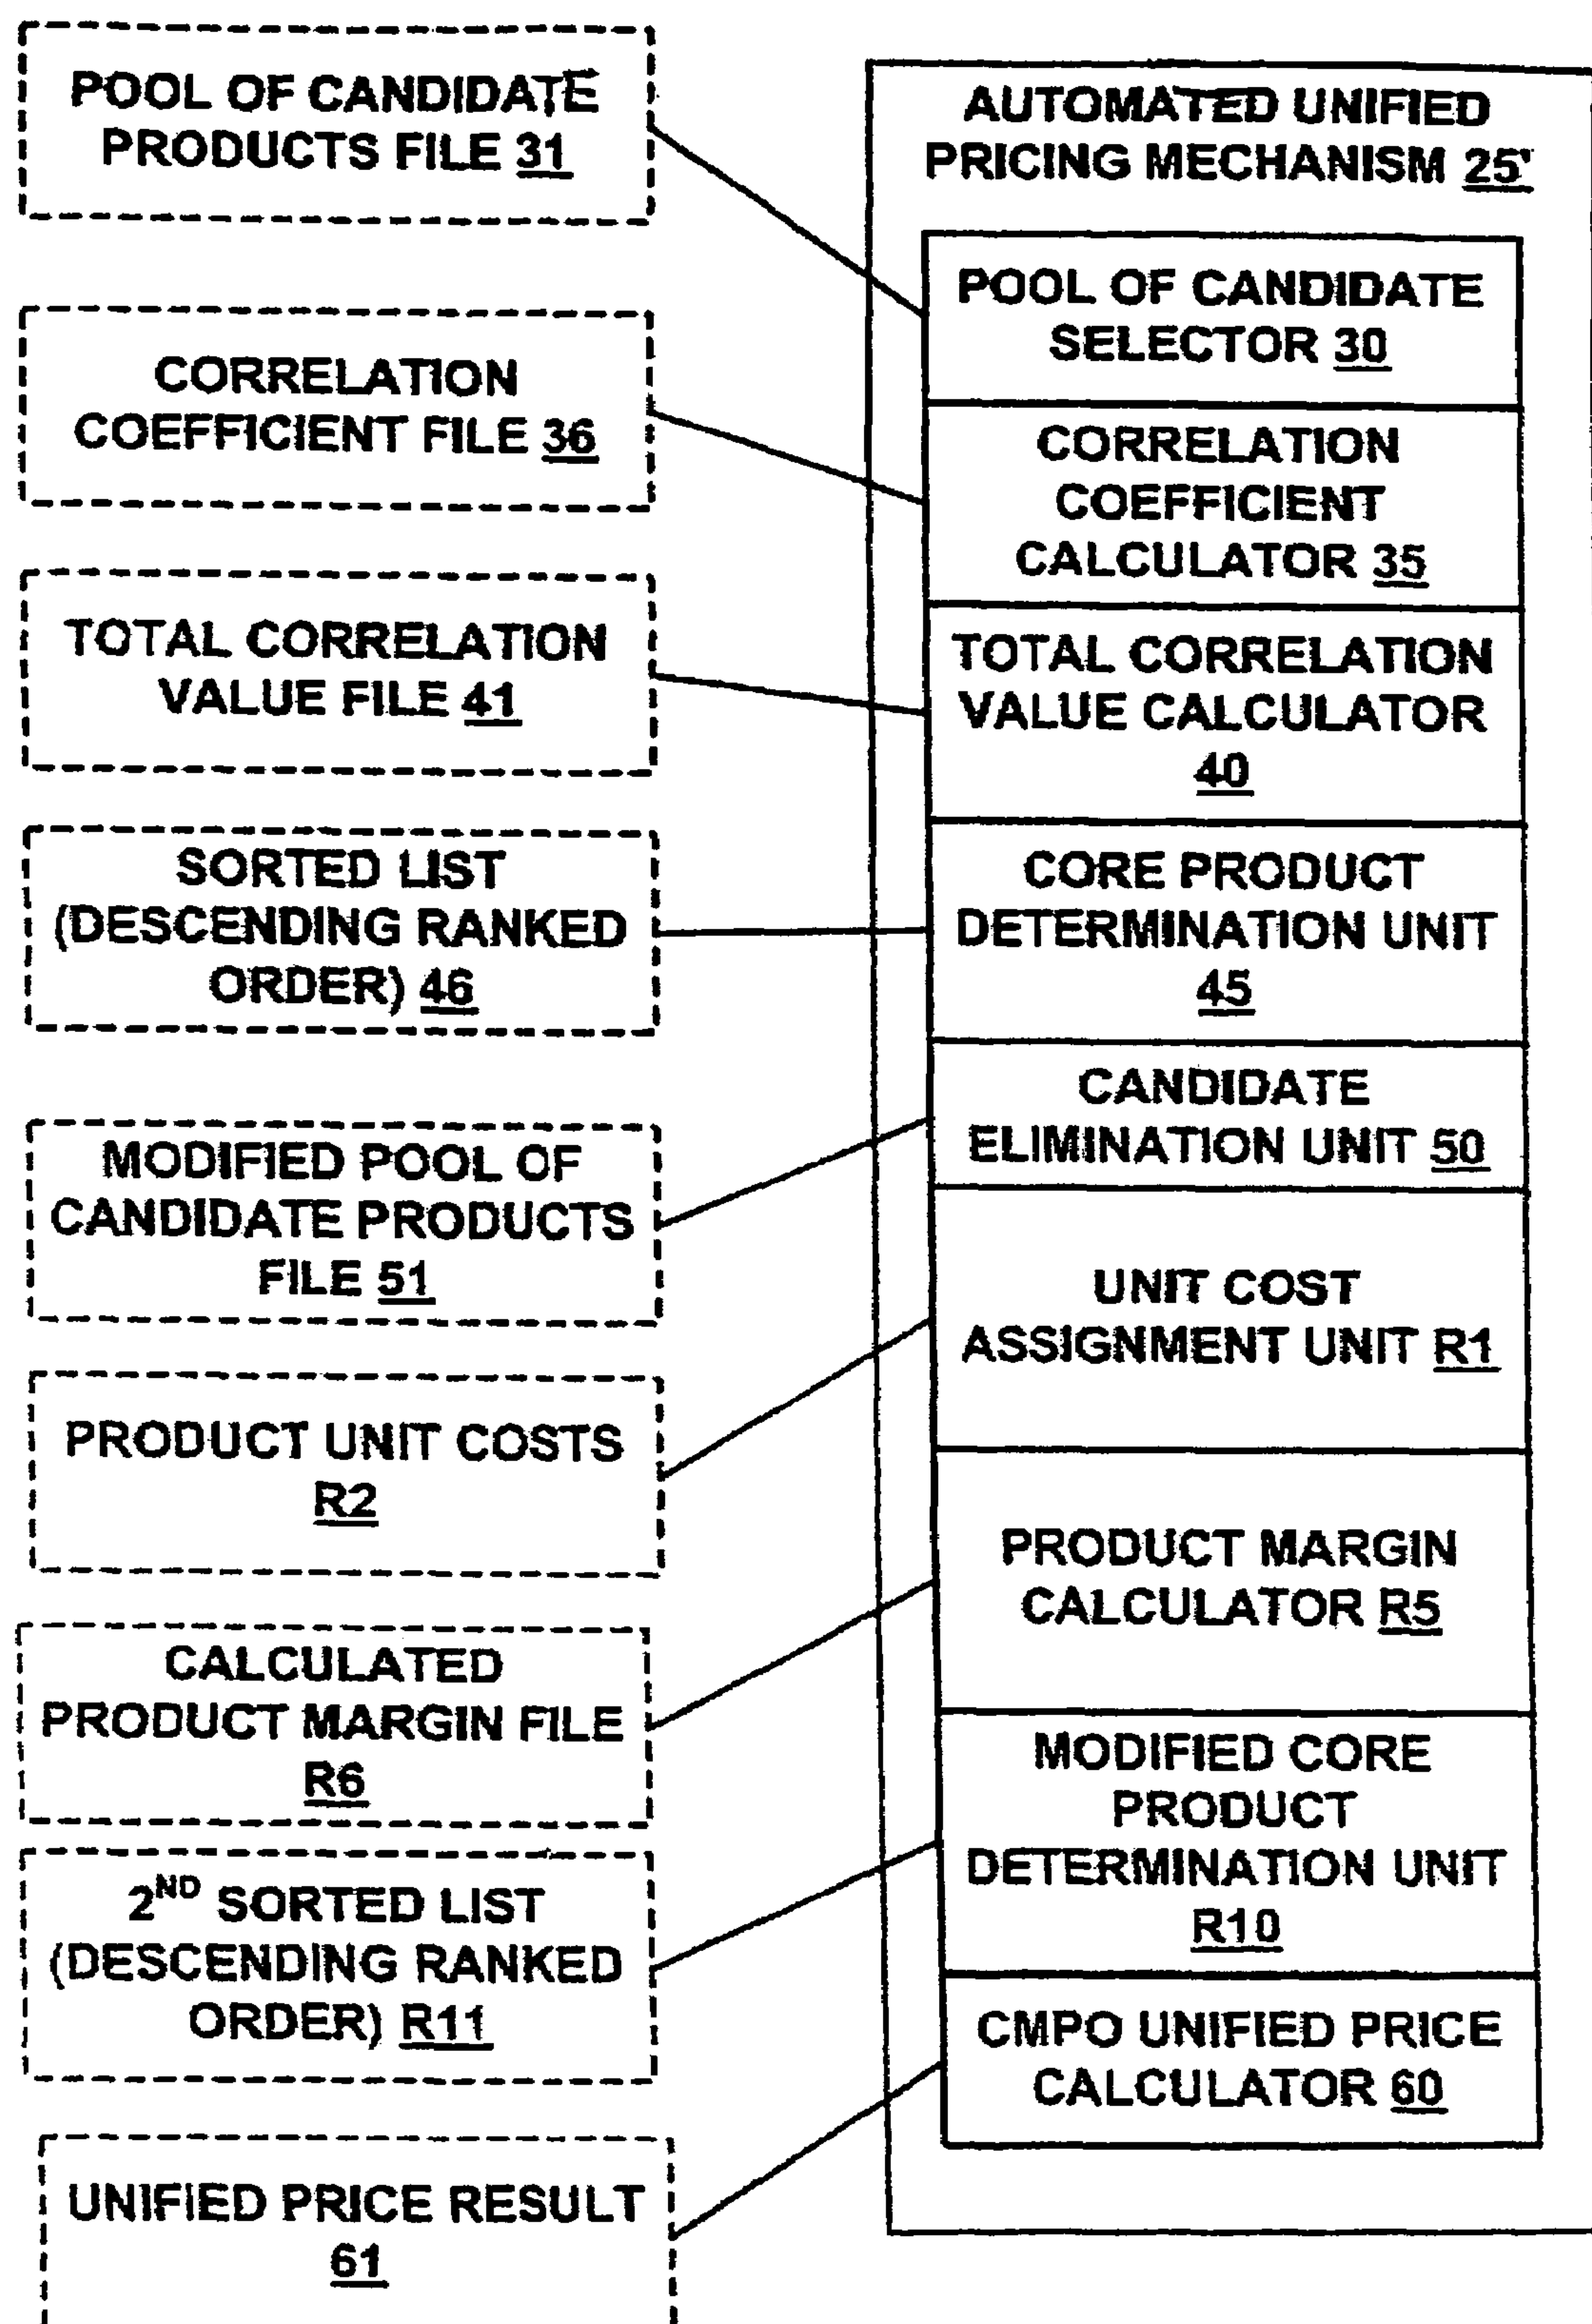 POOL OF CANDIDATE
PRODUCTS FILE 31
CORRELATION
COEFFICIENT FILE 36
TOTAL CORRELATION
VALUE FILE 41
SORTED LIST
(DESCENDING RANKED
ORDER) 46
MODIFIED POOL OF
CANDIDATE PRODUCTS
FILE 51
PRODUCT UNIT COSTS
R2
CALCULATED
PRODUCT MARGIN FILE
R6
2ND SORTED LIST
(DESCENDING RANKED
ORDER) R11
UNIFIED PRICE RESULT
61
AUTOMATED UNIFIED
PRICING MECHANISM 25'
POOL OF CANDIDATE
SELECTOR 30
CORRELATION
COEFFICIENT
CALCULATOR 35
TOTAL CORRELATION
VALUE CALCULATOR
40
CORE PRODUCT
DETERMINATION UNIT
45
CANDIDATE
ELIMINATION UNIT 50
UNIT COST
ASSIGNMENT UNIT R1
PRODUCT MARGIN
CALCULATOR R5
MODIFIED CORE
PRODUCT
DETERMINATION UNIT
R10
CMPO UNIFIED PRICE
CALCULATOR 60